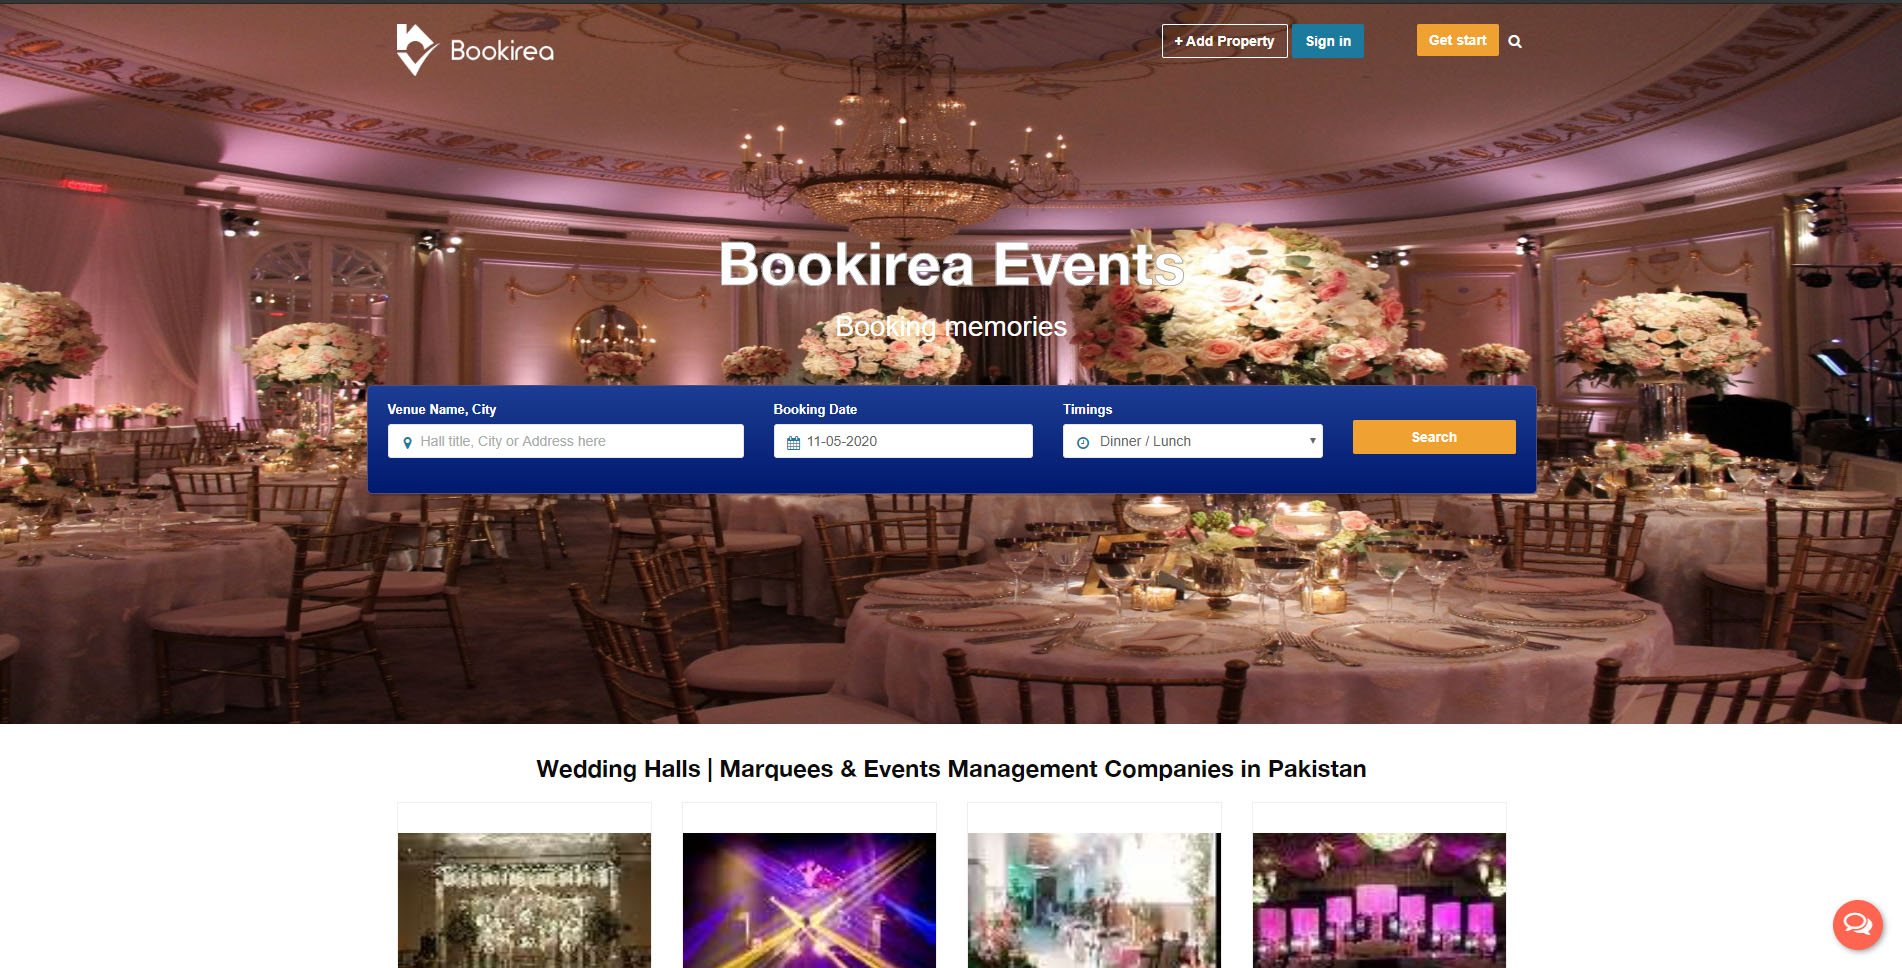 Bookirea
+ Add Property
Sign in
Get start
Bookirea Events
Booking memories
Venue Name, City
Booking Date
Timings
Hall title, City or Address here
11-05-2020
Dinner / Lunch
Search
Wedding Halls | Marquees & Events Management Companies in Pakistan